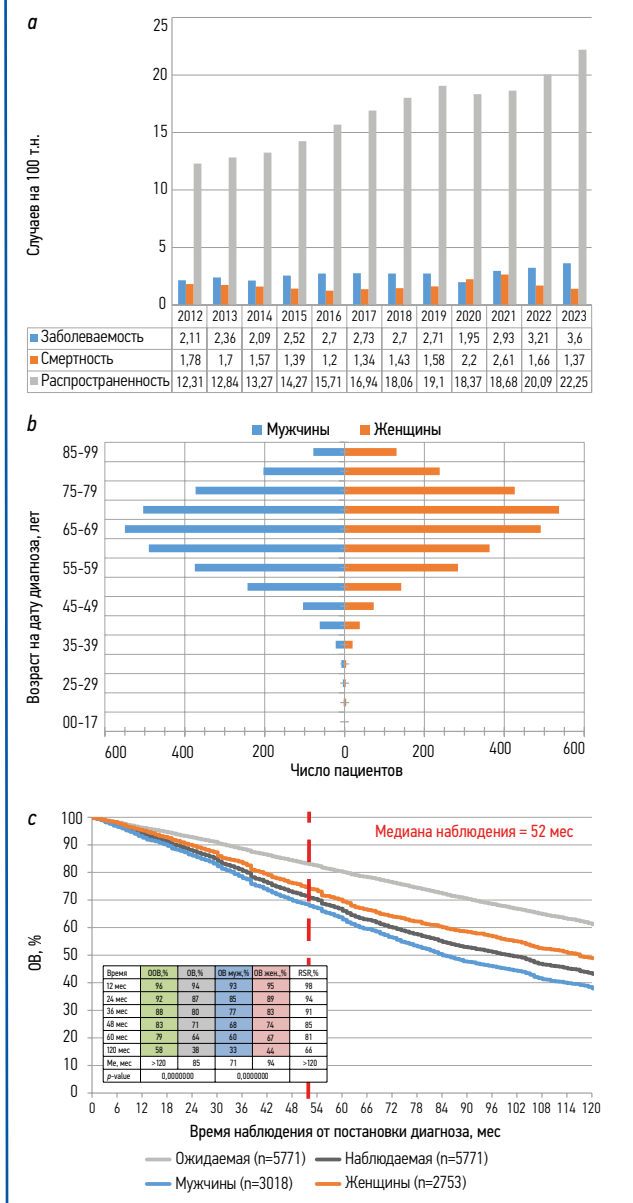 a
Случаев на 100 т.н.
25
20
15
10
5
0
2012 2013 2014 2015 2016 2017 2018 2019 2020 2021 2022 2023
Заболеваемость 2,11 2,36 2,09 2,52 2,7 2,73 2,7 2,71 1,95 2,93 3,21 3,6
Смертность 1,78 1,7 1,57 1,39 1,2 1,34 1,43 1,58 2,2 2,61 1,66 1,37
Распространенность 12,31 12,84 13,27 14,27 15,71 16,94 18,06 19,1 18,37 18,68 20,09 22,25
b
Мужчины Женщины
Возраст на дату диагноза, лет
85-99
75-79
65-69
55-59
45-49
35-39
25-29
00-17
600 400 200 0 200 400 600
Число пациентов
c
ОВ, %
Медиана наблюдения = 52 мес
100
90
80
70
60
50
40
30
20
10
0
Время ООВ,% ОВ,% ОВ муж,% ОВ жен.,% RSR,%
12 мес 96 94 93 95 98
24 мес 92 87 85 89 94
36 мес 88 80 77 83 91
48 мес 83 71 68 74 85
60 мес 79 64 60 67 81
120 мес 58 38 33 44 66
Ме, мес >120 85 71 94 >120
p-value 0,0000000 0,0000000
0 6 12 18 24 30 36 42 48 54 60 66 72 78 84 90 96 102 108 114 120
Время наблюдения от постановки диагноза, мес
Ожидаемая (n=5771) Наблюдаемая (n=5771)
Мужчины (n=3018) Женщины (n=2753)